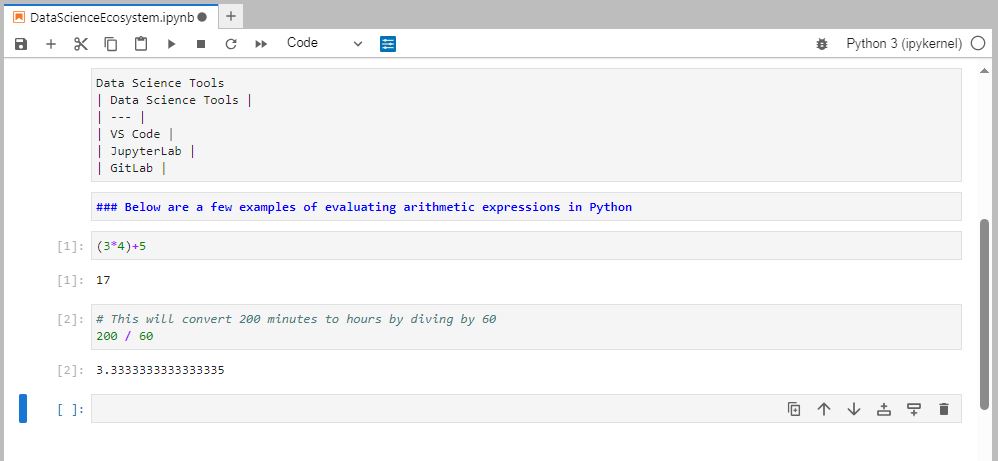 DataScienceEcosystem.ipynb
Code
Python 3 (ipykernel)
Data Science Tools
| Data Science Tools |
| --- |
| VS Code |
| JupyterLab |
| GitLab |
### Below are a few examples of evaluating arithmetic expressions in Python
[1]: (3*4)+5
[1]: 17
[2]: # This will convert 200 minutes to hours by diving by 60
200 / 60
[2]: 3.3333333333333335
[ ]: